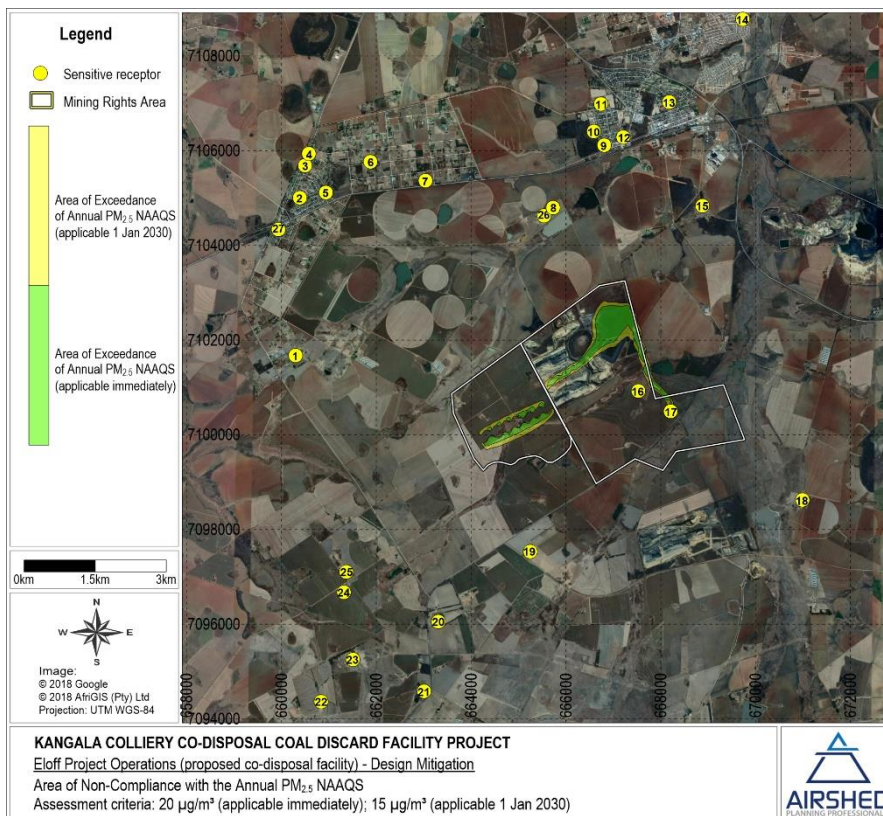 Legend
Sensitive receptor
Mining Rights Area
Area of Exceedance
of Annual PM₂.₅ NAAQS
(applicable 1 Jan 2030)
Area of Exceedance
of Annual PM₂.₅ NAAQS
(applicable immediately)
0km 1.5km 3km
N
W E
S
Image:
© 2018 Google
© 2018 AfriGIS (Pty) Ltd
Projection: UTM WGS-84
7108000
7106000
7104000
7102000
7100000
7098000
7096000
7094000
658000
660000
662000
664000
666000
668000
670000
672000
14
11
13
10
12
9
4
3
6
7
5
2
27
8
26
15
1
16
17
18
19
25
24
20
23
21
22
KANGALA COLLIERY CO-DISPOSAL COAL DISCARD FACILITY PROJECT
Eloff Project Operations (proposed co-disposal facility) - Design Mitigation
Area of Non-Compliance with the Annual PM₂.₅ NAAQS
Assessment criteria: 20 µg/m³ (applicable immediately); 15 µg/m³ (applicable 1 Jan 2030)
AIRSHED
PLANNING PROFESSIONAL